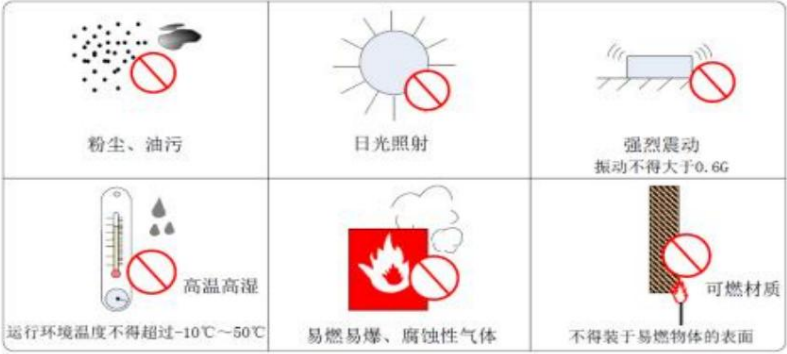 粉尘、油污
日光照射
强烈震动
振动不得大于0.6G
高温高湿
运行环境温度不得超过-10℃～50℃
易燃易爆、腐蚀性气体
可燃材质
不得装于易燃物体的表面